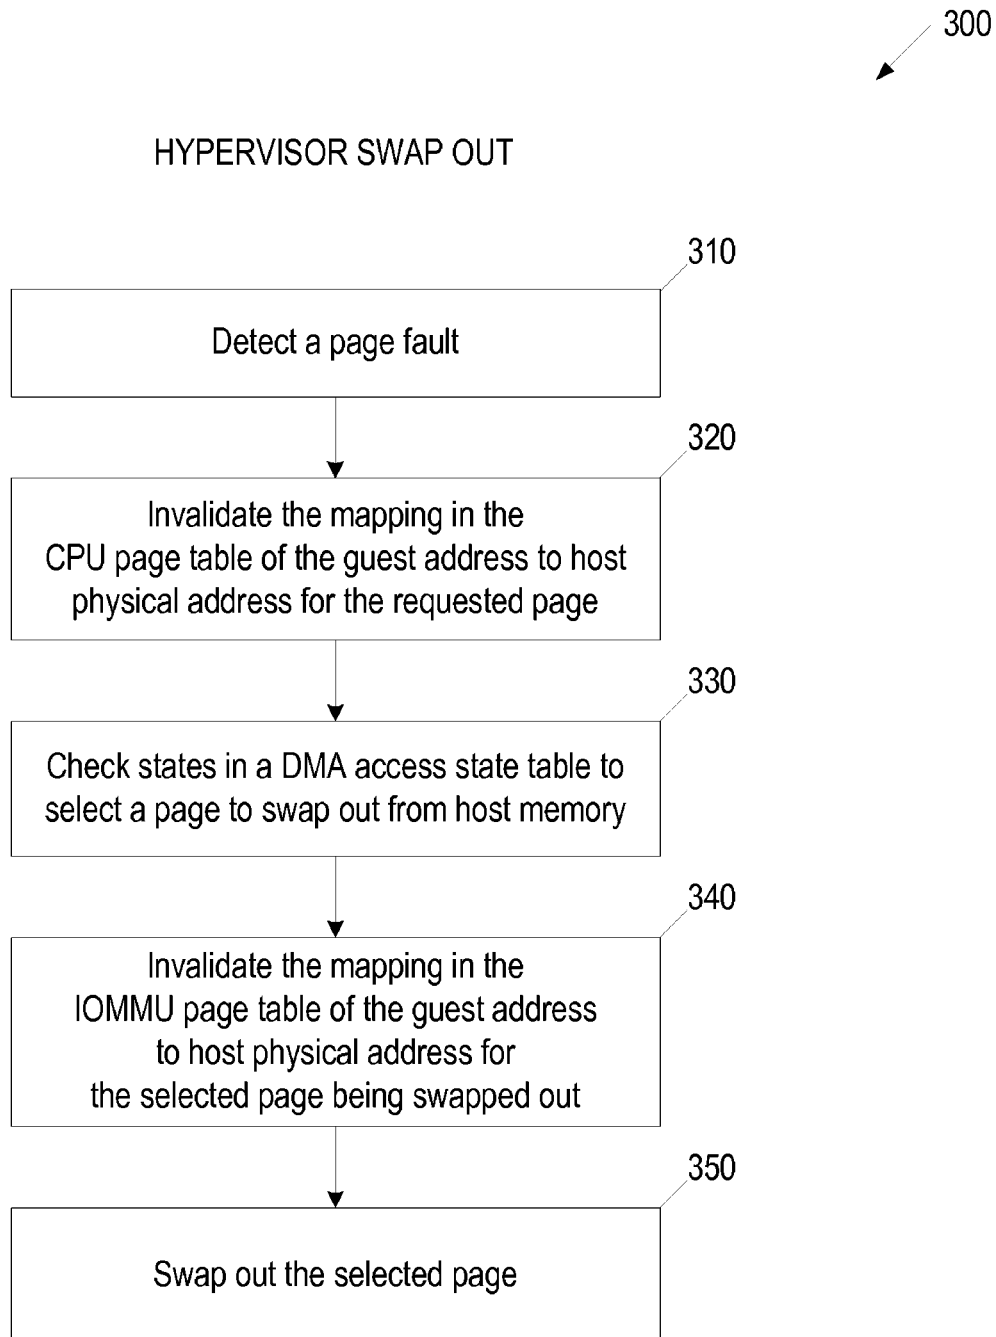 300
HYPERVISOR SWAP OUT
310
Detect a page fault
320
Invalidate the mapping in the
CPU page table of the guest address to host
physical address for the requested page
330
Check states in a DMA access state table to
select a page to swap out from host memory
340
Invalidate the mapping in the
IOMMU page table of the guest address
to host physical address for
the selected page being swapped out
350
Swap out the selected page